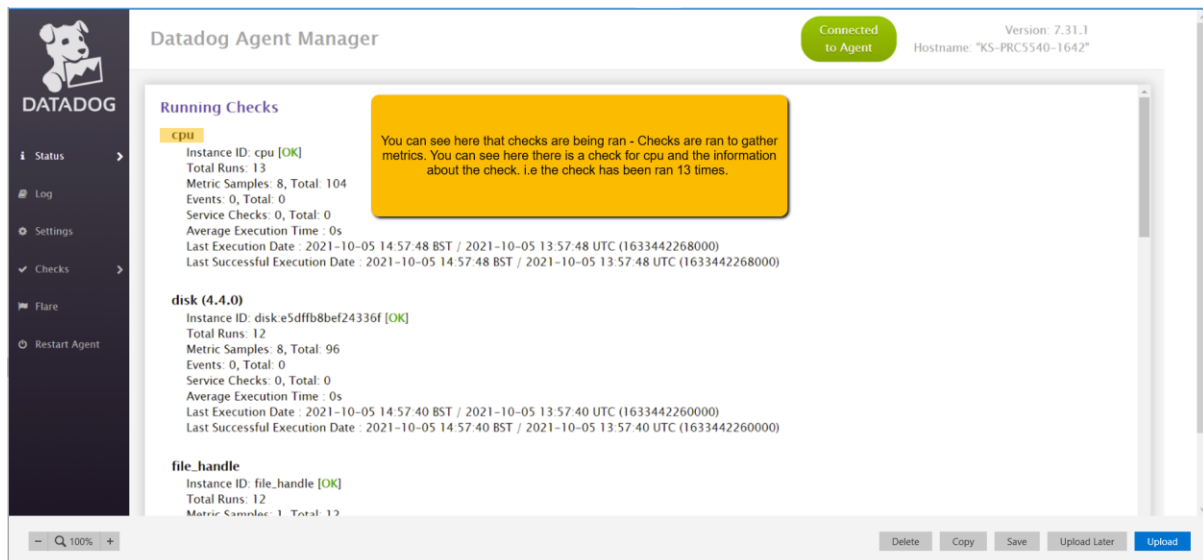 DATADOG
Status
Log
Settings
Checks
Flare
Restart Agent
Datadog Agent Manager
Connected
to Agent
Version: 7.31.1
Hostname: "KS-PRC5540-1642"
Running Checks
You can see here that checks are being ran - Checks are ran to gather
metrics. You can see here there is a check for cpu and the information
about the check. i.e the check has been ran 13 times.
cpu
Instance ID: cpu [OK]
Total Runs: 13
Metric Samples: 8, Total: 104
Events: 0, Total: 0
Service Checks: 0, Total: 0
Average Execution Time : 0s
Last Execution Date : 2021-10-05 14:57:48 BST / 2021-10-05 13:57:48 UTC (1633442268000)
Last Successful Execution Date : 2021-10-05 14:57:48 BST / 2021-10-05 13:57:48 UTC (1633442268000)
disk (4.4.0)
Instance ID: disk:e5dffb8bef24336f [OK]
Total Runs: 12
Metric Samples: 8, Total: 96
Events: 0, Total: 0
Service Checks: 0, Total: 0
Average Execution Time : 0s
Last Execution Date : 2021-10-05 14:57:40 BST / 2021-10-05 13:57:40 UTC (1633442260000)
Last Successful Execution Date : 2021-10-05 14:57:40 BST / 2021-10-05 13:57:40 UTC (1633442260000)
file_handle
Instance ID: file_handle [OK]
Total Runs: 12
Metric Samples: 1, Total: 12
− 100% +
Delete Copy Save Upload Later Upload